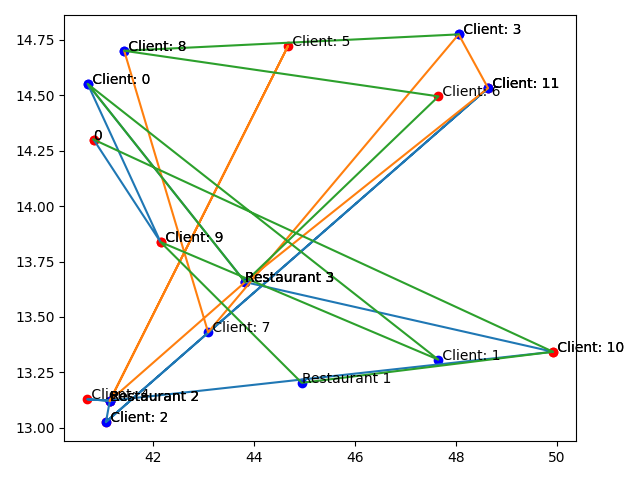 14.75
14.50
14.25
14.00
13.75
13.50
13.25
13.00
42
44
46
48
50
Client: 8
Client: 5
Client: 3
Client: 0
Client: 6
Client: 11
0
Client: 9
Restaurant 3
Client: 7
Client: 1
Client: 10
Restaurant 1
Restaurant 2
Client: 2